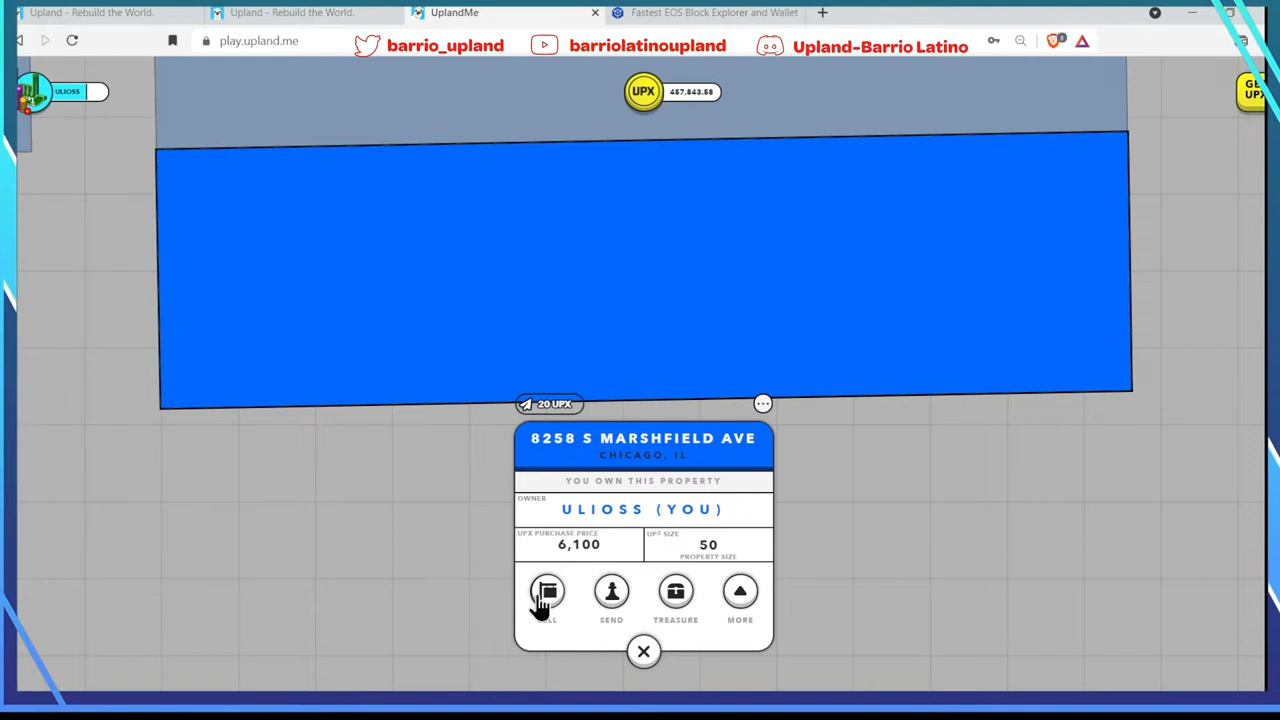 Upland - Rebuild the World.
Upland - Rebuild the World.
UplandMe
Fastest EOS Block Explorer and Wallet
play.upland.me
barrio_upland
barriolatinoupland
Upland-Barrio Latino
ULIOSS
UPX
457,843.58
GE
UPX
20 UPX
8258 S MARSHFIELD AVE
CHICAGO, IL
YOU OWN THIS PROPERTY
OWNER
ULIOSS (YOU)
UPX PURCHASE PRICE
6,100
UP² SIZE
50
PROPERTY SIZE
SEND
TREASURE
MORE